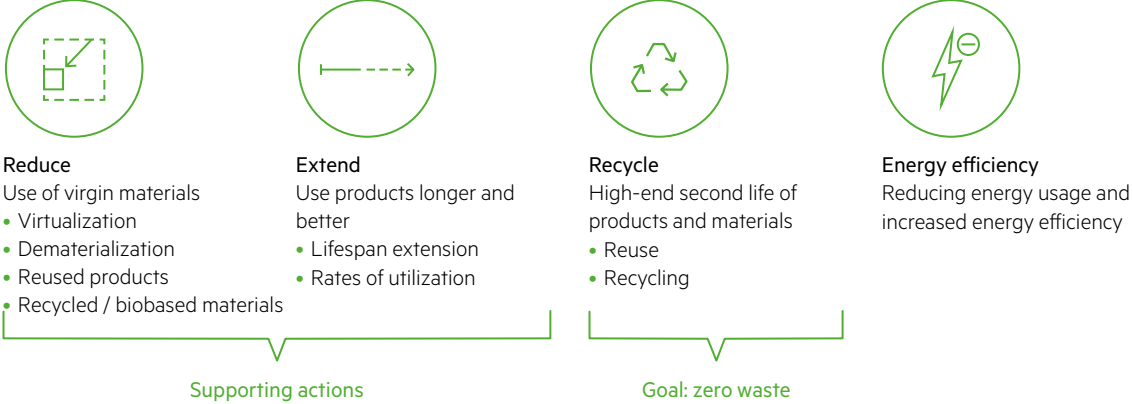 Reduce
Use of virgin materials
• Virtualization
• Dematerialization
• Reused products
• Recycled / biobased materials
Extend
Use products longer and
better
• Lifespan extension
• Rates of utilization
Recycle
High-end second life of
products and materials
• Reuse
• Recycling
Energy efficiency
Reducing energy usage and
increased energy efficiency
Supporting actions
Goal: zero waste